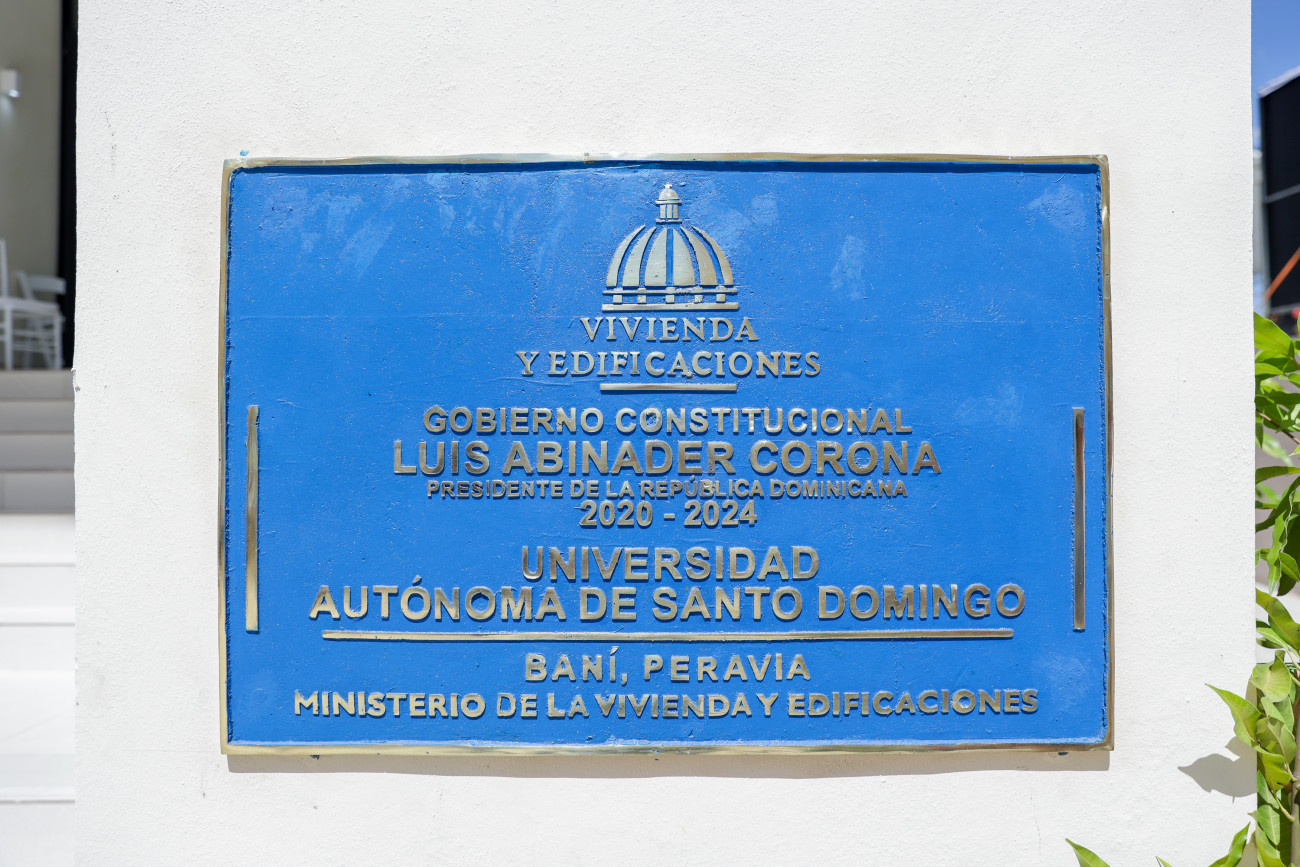 VIVIENDA
Y EDIFICACIONES
GOBIERNO CONSTITUCIONAL
LUIS ABINADER CORONA
PRESIDENTE DE LA REPÚBLICA DOMINICANA
2020 - 2024
UNIVERSIDAD
AUTÓNOMA DE SANTO DOMINGO
BANÍ, PERAVIA
MINISTERIO DE LA VIVIENDA Y EDIFICACIONES